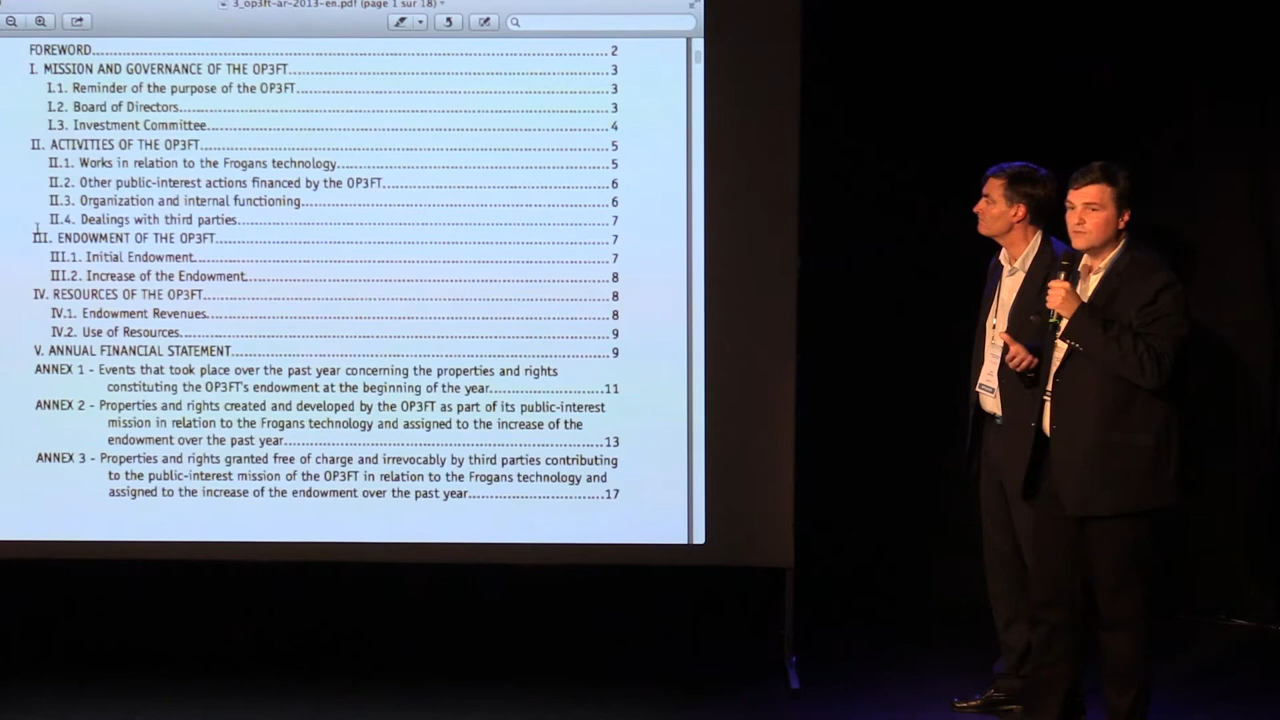 3_op3ft-ar-2013-en.pdf (page 1 sur 18)
FOREWORD....................2
I. MISSION AND GOVERNANCE OF THE OP3FT....................3
I.1. Reminder of the purpose of the OP3FT....................3
I.2. Board of Directors....................3
I.3. Investment Committee....................4
II. ACTIVITIES OF THE OP3FT....................5
II.1. Works in relation to the Frogans technology....................5
II.2. Other public-interest actions financed by the OP3FT....................6
II.3. Organization and internal functioning....................6
II.4. Dealings with third parties....................7
III. ENDOWMENT OF THE OP3FT....................7
III.1. Initial Endowment....................7
III.2. Increase of the Endowment....................8
IV. RESOURCES OF THE OP3FT....................8
IV.1. Endowment Revenues....................8
IV.2. Use of Resources....................9
V. ANNUAL FINANCIAL STATEMENT....................9
ANNEX 1 - Events that took place over the past year concerning the properties and rights
constituting the OP3FT's endowment at the beginning of the year....................11
ANNEX 2 - Properties and rights created and developed by the OP3FT as part of its public-interest
mission in relation to the Frogans technology and assigned to the increase of the
endowment over the past year....................13
ANNEX 3 - Properties and rights granted free of charge and irrevocably by third parties contributing
to the public-interest mission of the OP3FT in relation to the Frogans technology and
assigned to the increase of the endowment over the past year....................17